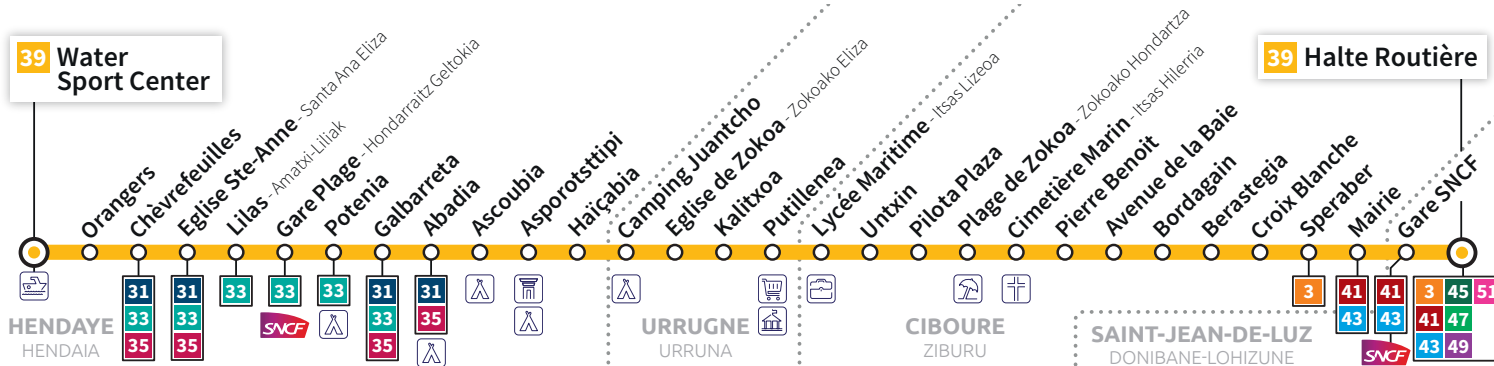 39 Water
Sport Center
39 Halte Routière
Orangers
Chèvrefeuilles
Eglise Ste-Anne - Santa Ana Eliza
Lilas - Amatxi-Liliak
Gare Plage - Hondarraitz Geltokia
Potenia
Galbarreta
Abadia
Ascoubia
Asporotsttipi
Haïçabia
Camping Juantcho
Eglise de Zokoa - Zokoako Eliza
Kalitxoa
Putillenea
Lycée Maritime - Itsas Lizeoa
Untxin
Pilota Plaza
Plage de Zokoa - Zokoako Hondartza
Cimetière Marin - Itsas Hilerria
Pierre Benoit
Avenue de la Baie
Bordagain
Berastegia
Croix Blanche
Speraber
Mairie
Gare SNCF
31
33
35
31
33
35
33
33
SNCF
33
31
33
35
31
35
3
41
43
41
43
SNCF
3 45 51
41 47
43 49
HENDAYE
HENDAIA
URRUGNE
URRUNA
CIBOURE
ZIBURU
SAINT-JEAN-DE-LUZ
DONIBANE-LOHIZUNE